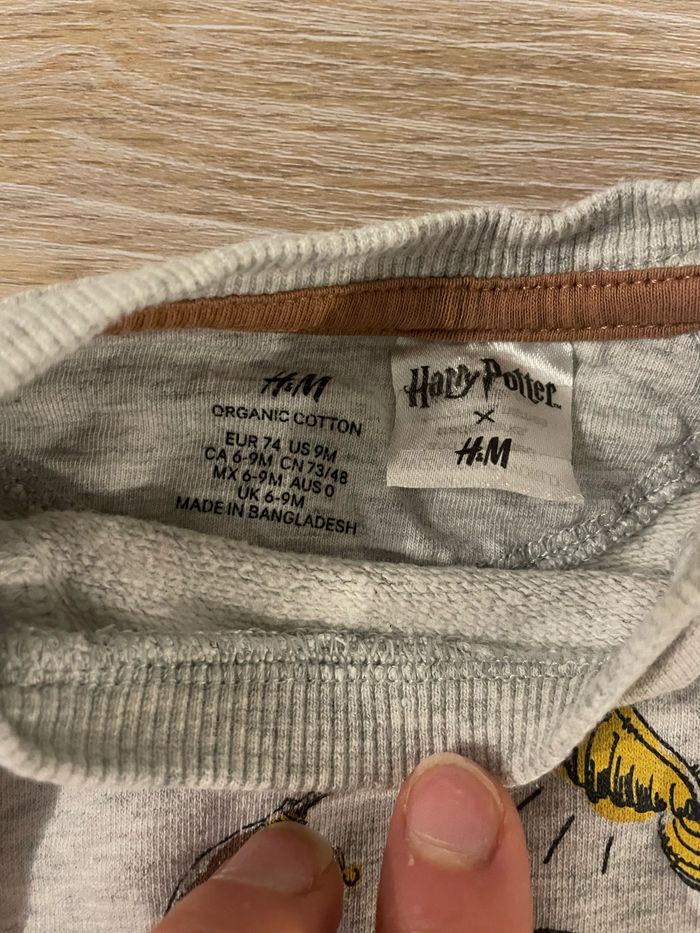 H&M
ORGANIC COTTON
EUR 74 US 9M
CA 6-9M CN 73/48
MX 6-9M AUS 0
UK 6-9M
MADE IN BANGLADESH
Harry Potter™
×
H&M